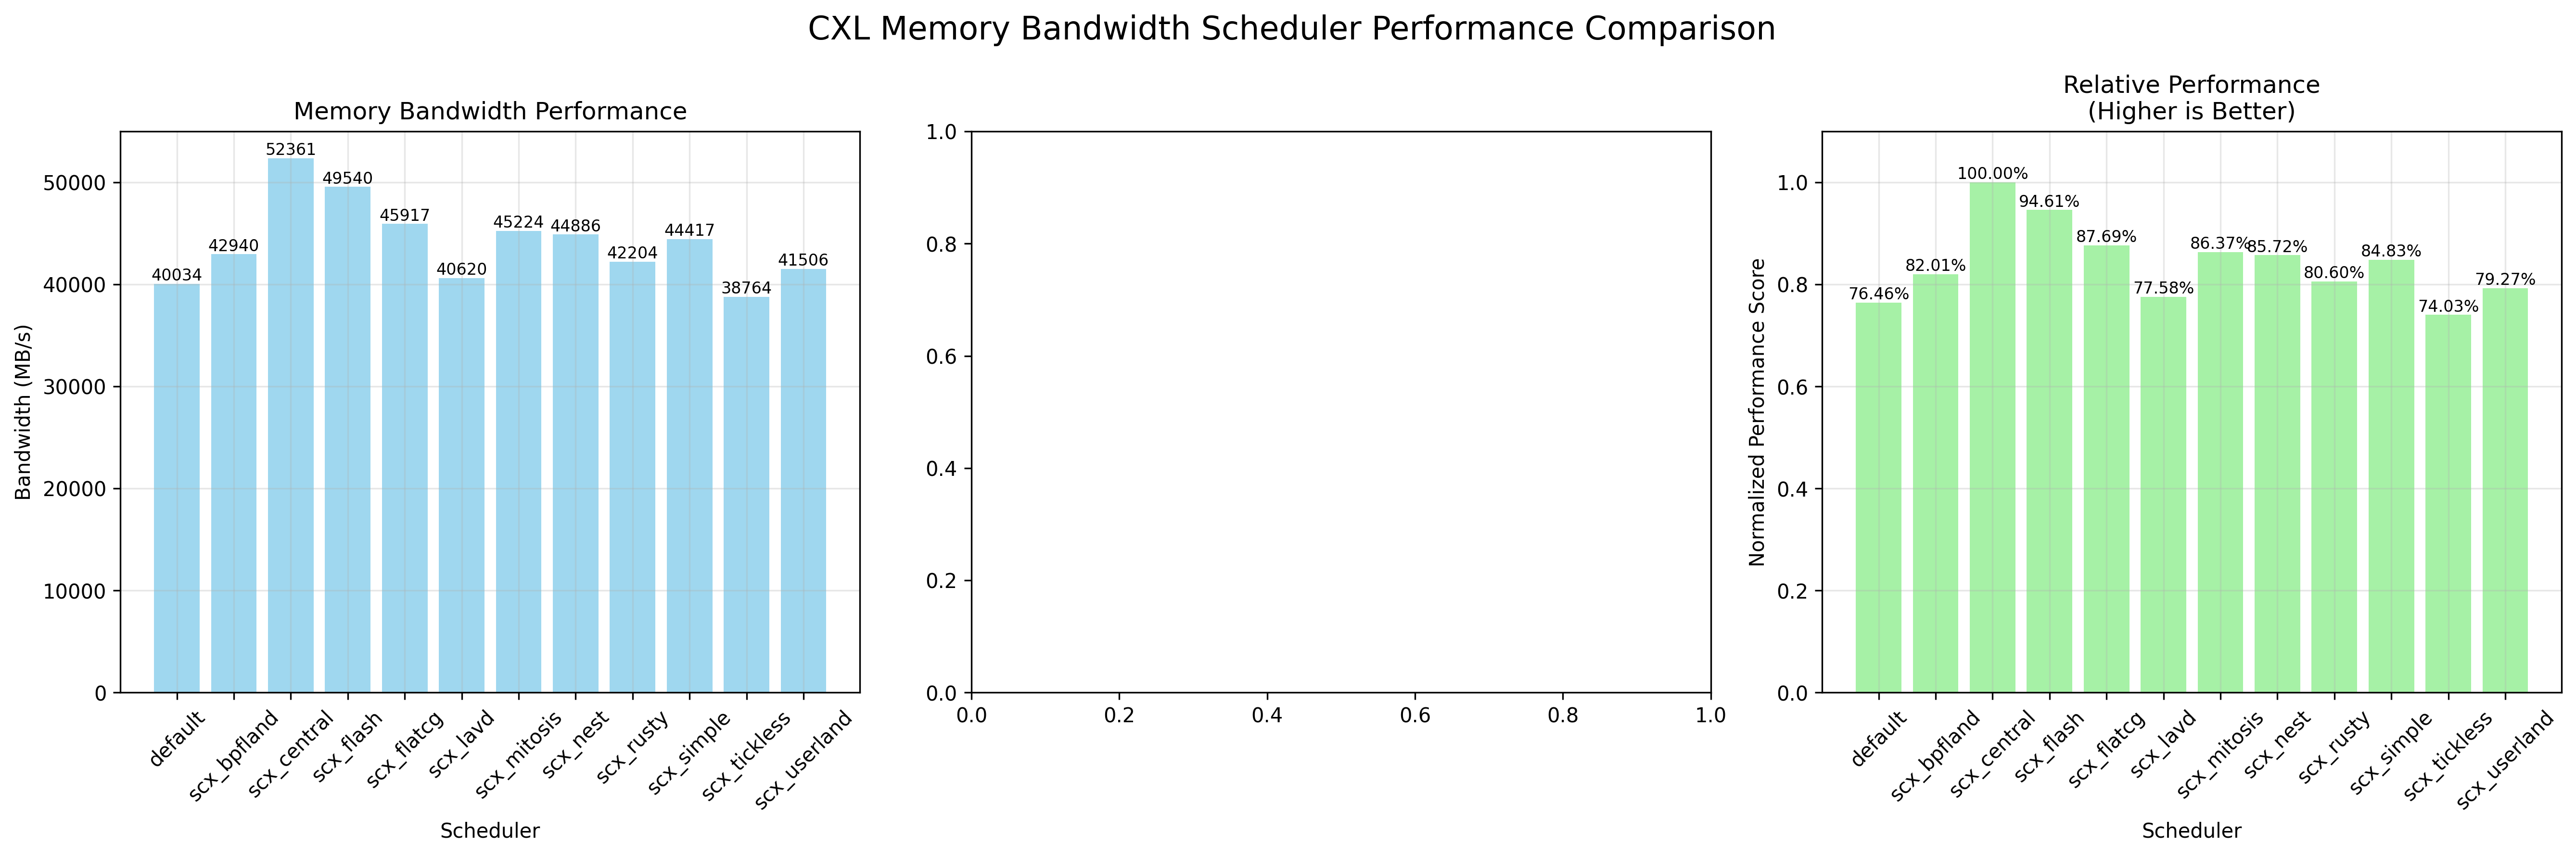 CXL Memory Bandwidth Scheduler Performance Comparison
Memory Bandwidth Performance
Bandwidth (MB/s)
50000
40000
30000
20000
10000
0
40034
42940
52361
49540
45917
40620
45224
44886
42204
44417
38764
41506
default
scx_bpfland
scx_central
scx_flash
scx_flatcg
scx_lavd
scx_mitosis
scx_nest
scx_rusty
scx_simple
scx_tickless
scx_userland
Scheduler
1.0
0.8
0.6
0.4
0.2
0.0
0.0
0.2
0.4
0.6
0.8
1.0
Relative Performance
(Higher is Better)
Normalized Performance Score
1.0
0.8
0.6
0.4
0.2
0.0
76.46%
82.01%
100.00%
94.61%
87.69%
77.58%
86.37%
85.72%
80.60%
84.83%
74.03%
79.27%
default
scx_bpfland
scx_central
scx_flash
scx_flatcg
scx_lavd
scx_mitosis
scx_nest
scx_rusty
scx_simple
scx_tickless
scx_userland
Scheduler